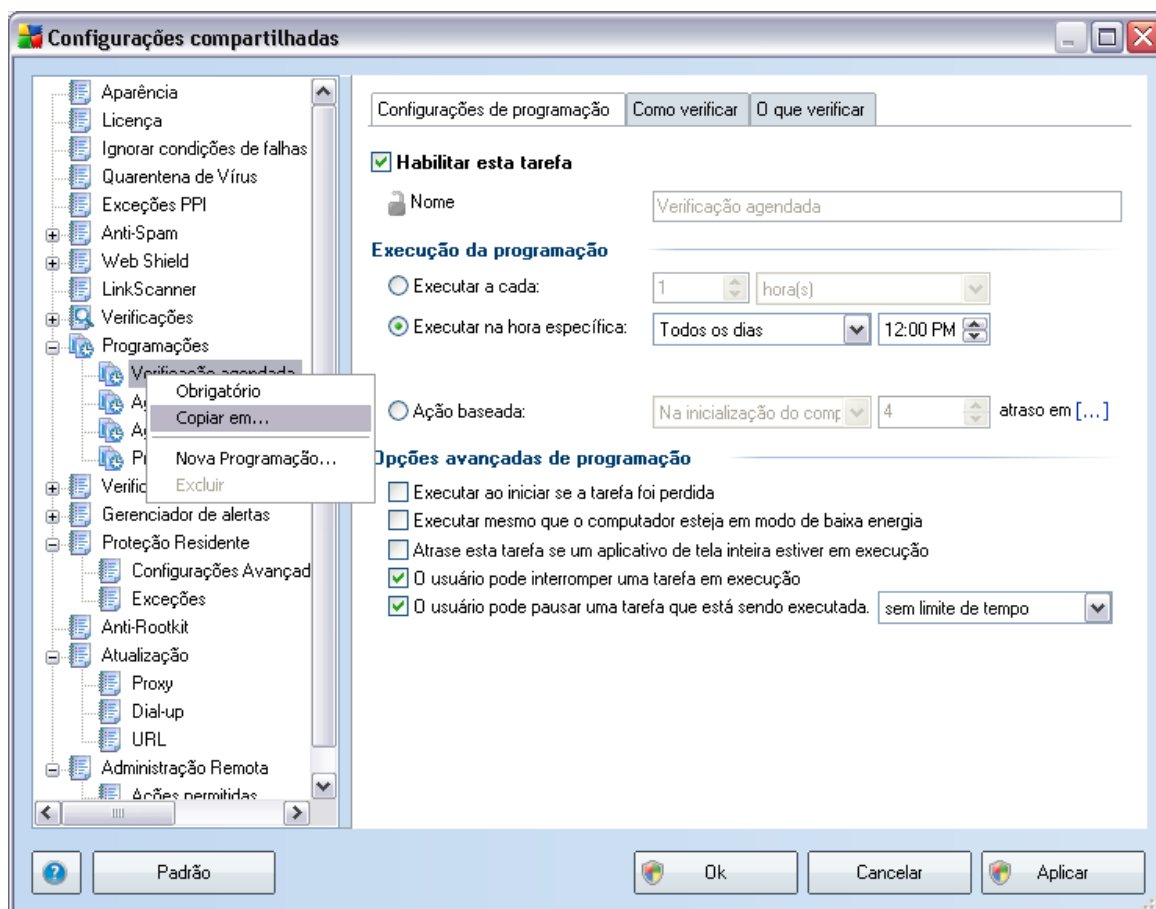 Configurações compartilhadas
Aparência
Licença
Ignorar condições de falhas
Quarentena de Vírus
Exceções PPI
Anti-Spam
Web Shield
LinkScanner
Verificações
Programações
Verificação agendada
Obrigatório
Copiar em...
Nova Programação...
Excluir
Gerenciador de alertas
Proteção Residente
Configurações Avançad
Exceções
Anti-Rootkit
Atualização
Proxy
Dial-up
URL
Administração Remota
Ações permitidas
Configurações de programação Como verificar O que verificar
Habilitar esta tarefa
Nome Verificação agendada
Execução da programação
Executar a cada: 1 hora(s)
Executar na hora específica: Todos os dias 12:00 PM
Ação baseada: Na inicialização do comp 4 atraso em [...]
Opções avançadas de programação
Executar ao iniciar se a tarefa foi perdida
Executar mesmo que o computador esteja em modo de baixa energia
Atrase esta tarefa se um aplicativo de tela inteira estiver em execução
O usuário pode interromper uma tarefa em execução
O usuário pode pausar uma tarefa que está sendo executada. sem limite de tempo
Padrão Ok Cancelar Aplicar